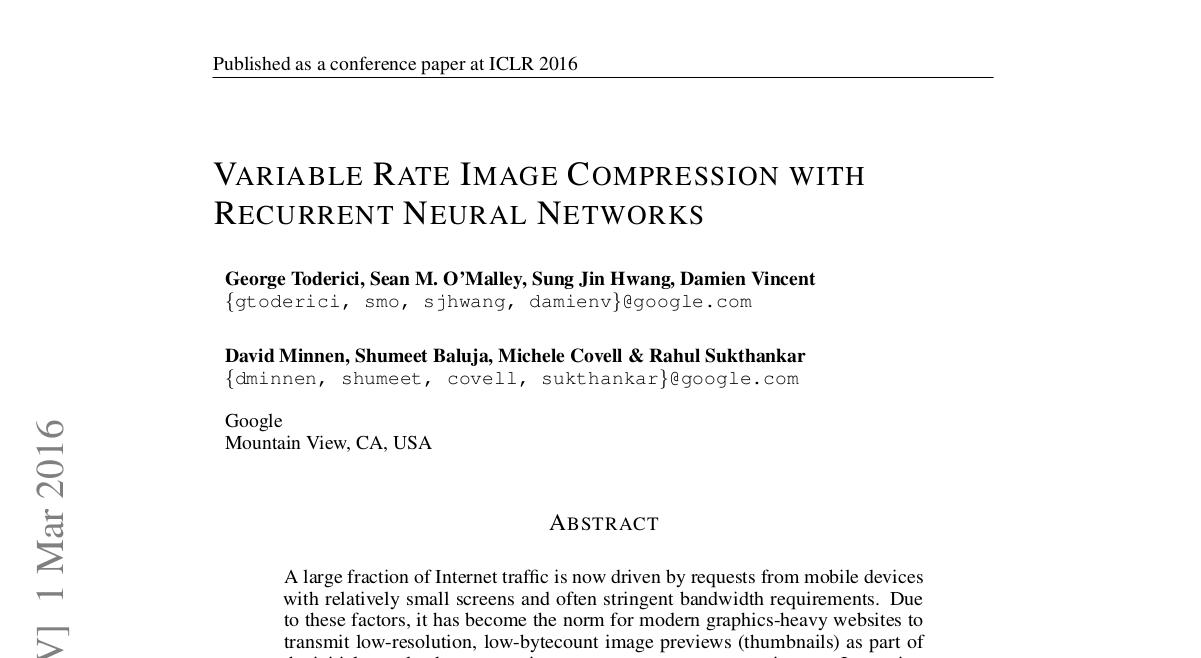 Published as a conference paper at ICLR 2016
VARIABLE RATE IMAGE COMPRESSION WITH
RECURRENT NEURAL NETWORKS
George Toderici, Sean M. O'Malley, Sung Jin Hwang, Damien Vincent
{gtoderici, smo, sjhwang, damienv}@google.com
David Minnen, Shumeet Baluja, Michele Covell & Rahul Sukthankar
{dminnen, shumeet, covell, sukthankar}@google.com
Google
Mountain View, CA, USA
ABSTRACT
A large fraction of Internet traffic is now driven by requests from mobile devices
with relatively small screens and often stringent bandwidth requirements. Due
to these factors, it has become the norm for modern graphics-heavy websites to
transmit low-resolution, low-bytecount image previews (thumbnails) as part of
V] 1 Mar 2016